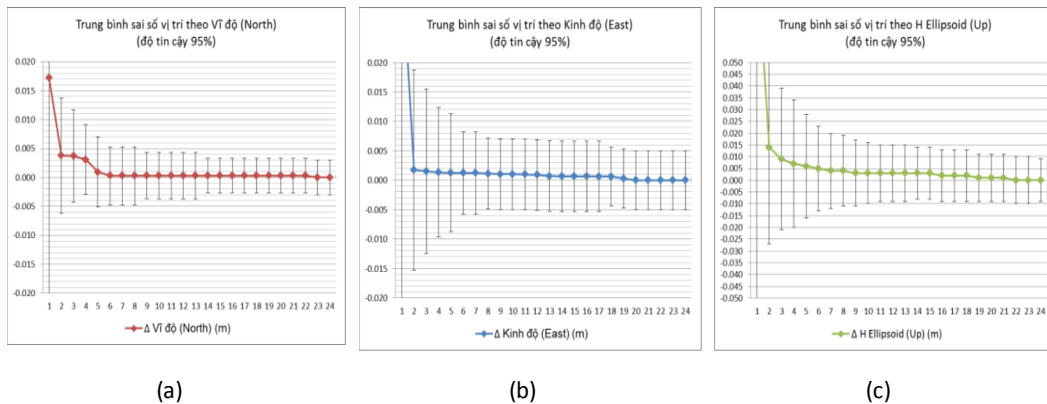 Trung bình sai số vị trí theo Vĩ độ (North)
(độ tin cậy 95%)
0.020
0.015
0.010
0.005
0.000
-0.005
-0.010
-0.015
-0.020
1 2 3 4 5 6 7 8 9 10 11 12 13 14 15 16 17 18 19 20 21 22 23 24
Δ Vĩ độ (North) (m)
(a)
Trung bình sai số vị trí theo Kinh độ (East)
(độ tin cậy 95%)
0.020
0.015
0.010
0.005
0.000
-0.005
-0.010
-0.015
-0.020
1 2 3 4 5 6 7 8 9 10 11 12 13 14 15 16 17 18 19 20 21 22 23 24
Δ Kinh độ (East) (m)
(b)
Trung bình sai số vị trí theo H Ellipsoid (Up)
(độ tin cậy 95%)
0.050
0.045
0.040
0.035
0.030
0.025
0.020
0.015
0.010
0.005
0.000
-0.005
-0.010
-0.015
-0.020
-0.025
-0.030
-0.035
-0.040
-0.045
-0.050
1 2 3 4 5 6 7 8 9 10 11 12 13 14 15 16 17 18 19 20 21 22 23 24
Δ H Ellipsoid (Up) (m)
(c)